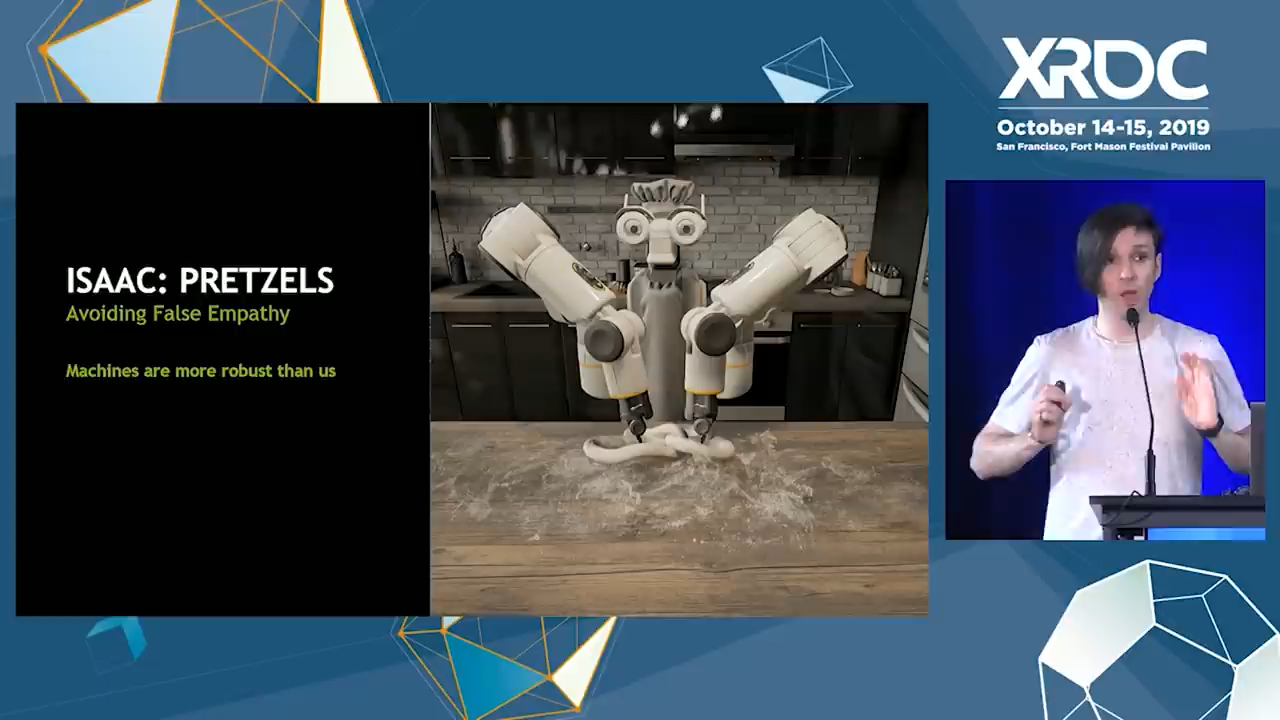 XRDC
October 14-15, 2019
San Francisco, Fort Mason Festival Pavilion
ISAAC: PRETZELS
Avoiding False Empathy
Machines are more robust than us